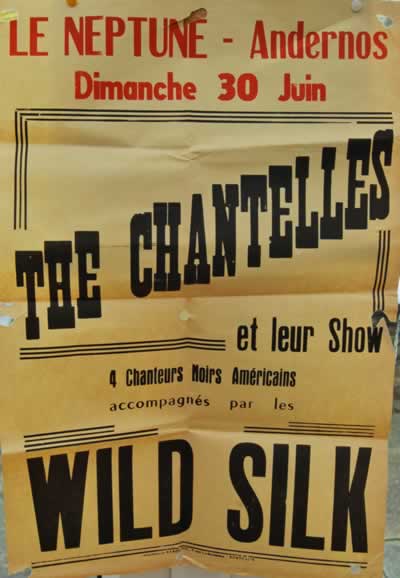 LE NEPTUNE - Andernos
Dimanche 30 Juin
THE CHANTELLES
et leur Show
4 Chanteurs Noirs Américains
accompagnés par les
WILD SILK